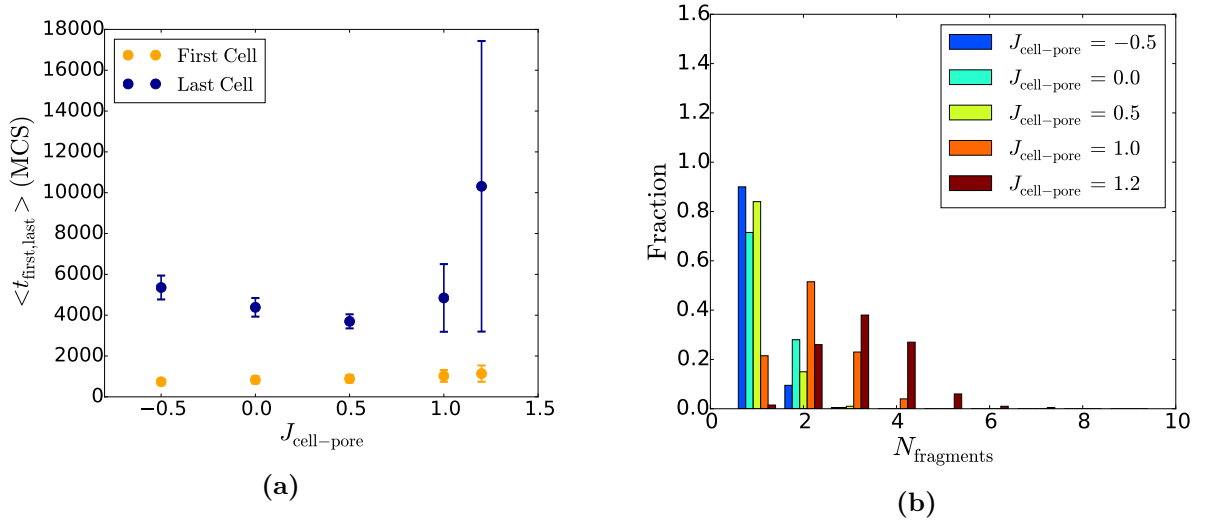 18000
16000
14000
12000
10000
8000
6000
4000
2000
0
<t_first,last> (MCS)
First Cell
Last Cell
−0.5 0.0 0.5 1.0 1.5
J_cell−pore
(a)
1.6
1.4
1.2
1.0
0.8
0.6
0.4
0.2
0.0
Fraction
J_cell−pore = −0.5
J_cell−pore = 0.0
J_cell−pore = 0.5
J_cell−pore = 1.0
J_cell−pore = 1.2
0 2 4 6 8 10
N_fragments
(b)